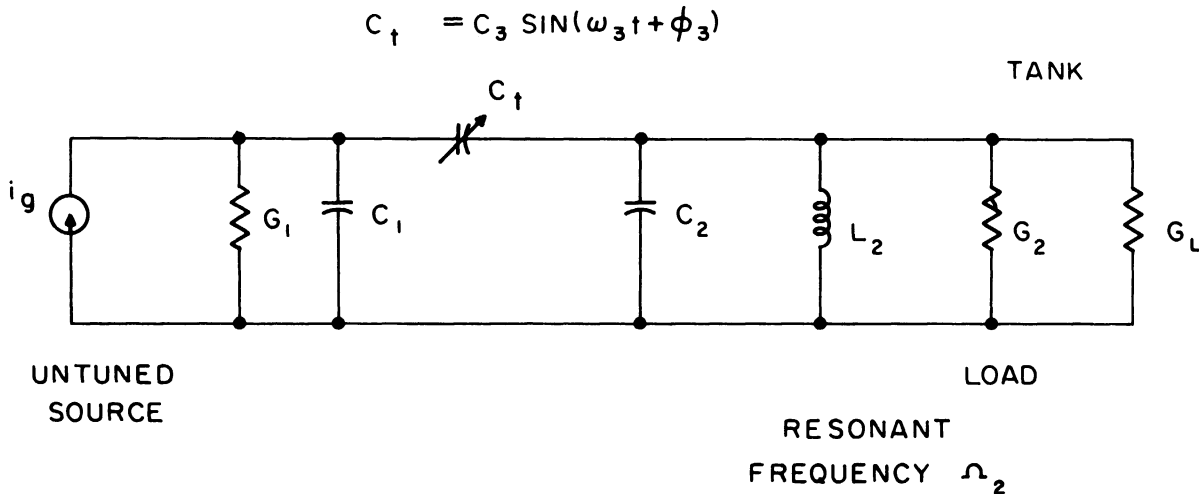 C_t = C_3 SIN(ω_3 t + ϕ_3)
TANK
C_t
i_g
G_1
C_1
C_2
L_2
G_2
G_L
UNTUNED
SOURCE
LOAD
RESONANT
FREQUENCY Ω_2